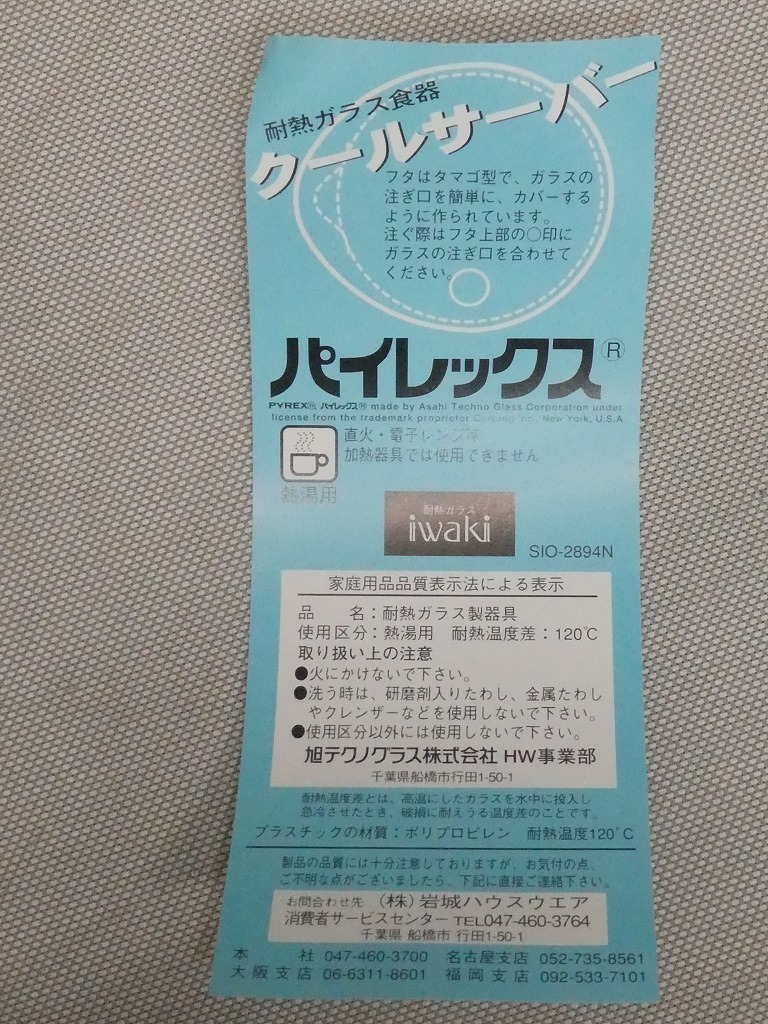 耐熱ガラス食器
クールサーバー
フタはタマゴ型で、ガラスの
注ぎ口を簡単に、カバーする
ように作られています。
注ぐ際はフタ上部の○印に
ガラスの注ぎ口を合わせて
ください。
パイレックス®
PYREX®, パイレックス® made by Asahi Techno Glass Corporation under
license from the trademark proprietor Corning Inc., New York, U.S.A.
直火・電子レンジ等
加熱器具では使用できません
熱湯用
耐熱ガラス
iwaki
SIO-2894N
家庭用品品質表示法による表示
品　　名：耐熱ガラス製器具
使用区分：熱湯用　耐熱温度差：120℃
取り扱い上の注意
●火にかけないで下さい。
●洗う時は、研磨剤入りたわし、金属たわし
やクレンザーなどを使用しないで下さい。
●使用区分以外には使用しないで下さい。
旭テクノグラス株式会社 HW事業部
千葉県船橋市行田1-50-1
耐熱温度差とは、高温にしたガラスを水中に投入し
急冷させたとき、破損に耐えうる温度差のことです。
プラスチックの材質：ポリプロピレン　耐熱温度120℃
製品の品質には十分注意しておりますが、お気付の点、
ご不明な点がございましたら、下記に直接ご連絡下さい。
お問合わせ先　（株）岩城ハウスウエア
消費者サービスセンター TEL047-460-3764
千葉県 船橋市 行田1-50-1
本　　社 047-460-3700　名古屋支店 052-735-8561
大阪支店 06-6311-8601　福岡支店 092-533-7101